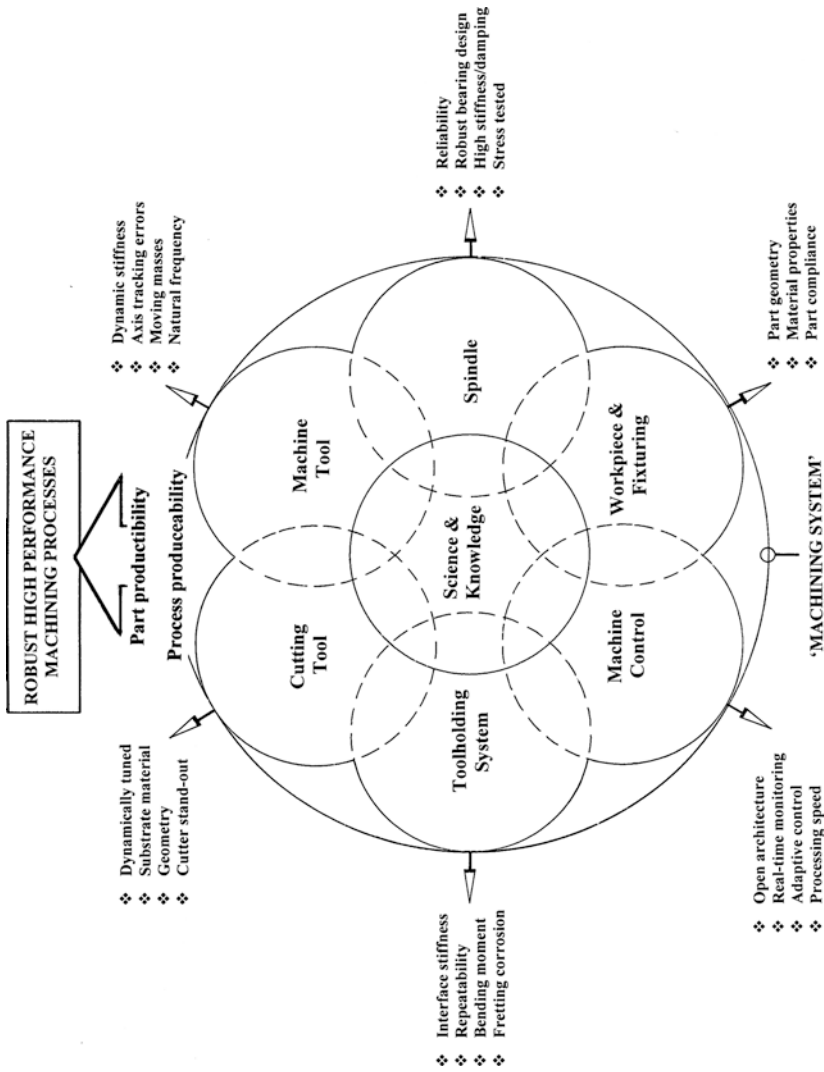 ROBUST HIGH PERFORMANCE
MACHINING PROCESSES
Part productibility
Process produceability
❖ Dynamically tuned
❖ Substrate material
❖ Geometry
❖ Cutter stand-out
❖ Dynamic stiffness
❖ Axis tracking errors
❖ Moving masses
❖ Natural frequency
Cutting
Tool
Machine
Tool
❖ Interface stiffness
❖ Repeatability
❖ Bending moment
❖ Fretting corrosion
Toolholding
System
Science &
Knowledge
Spindle
❖ Reliability
❖ Robust bearing design
❖ High stiffness/damping
❖ Stress tested
Machine
Control
Workpiece &
Fixturing
❖ Open architecture
❖ Real-time monitoring
❖ Adaptive control
❖ Processing speed
❖ Part geometry
❖ Material properties
❖ Part compliance
‘MACHINING SYSTEM’